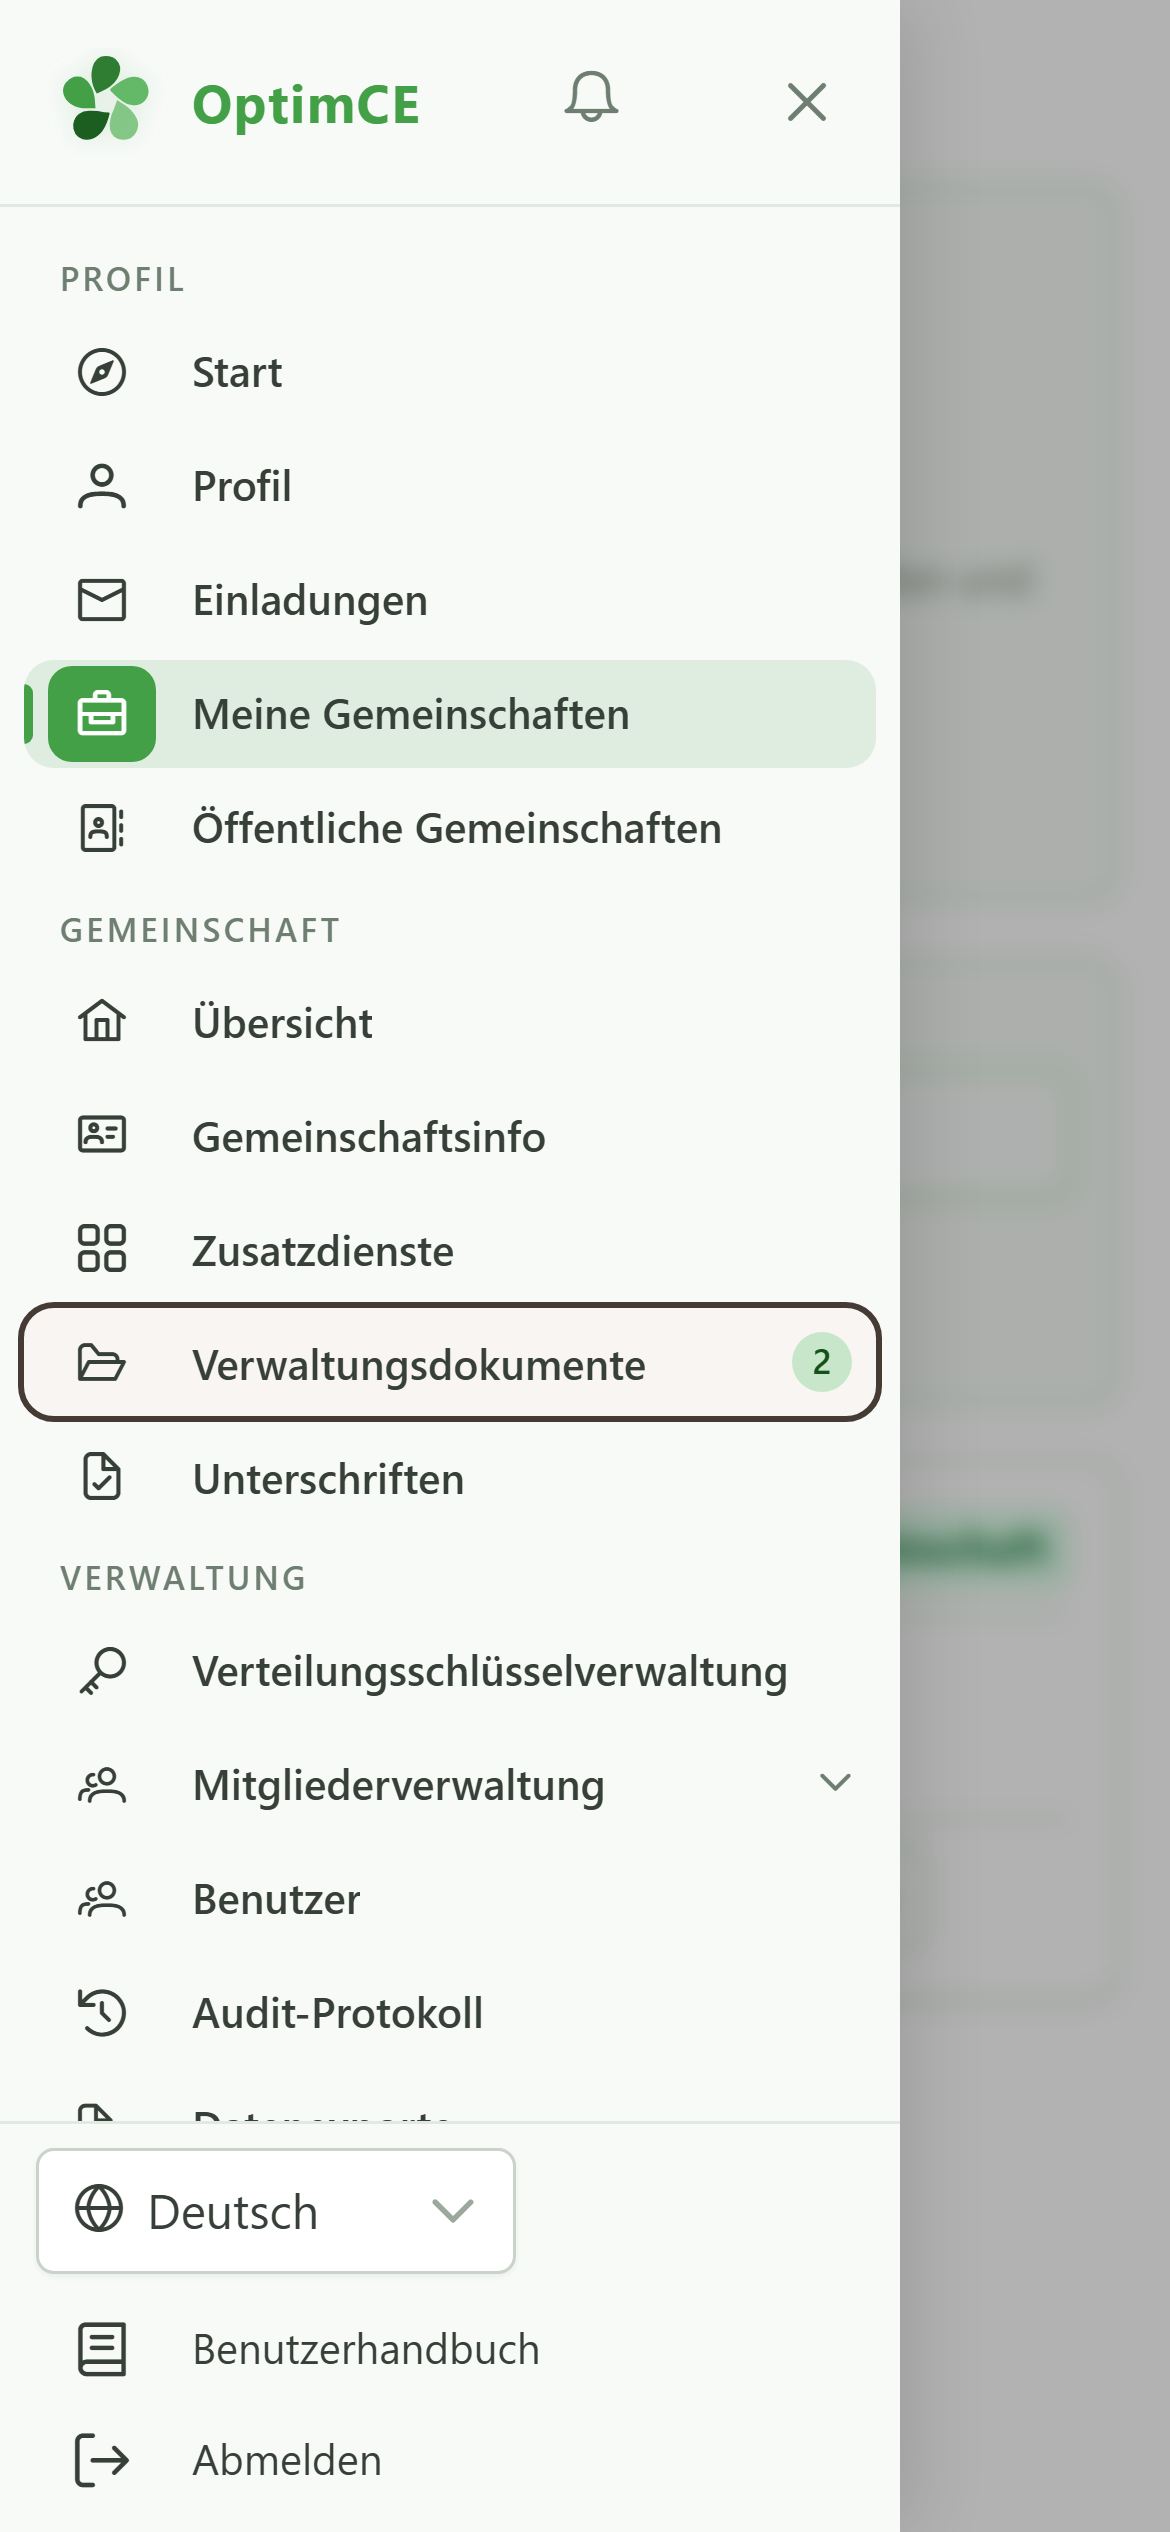 OptimCE
PROFIL
Start
Profil
Einladungen
Meine Gemeinschaften
Öffentliche Gemeinschaften
GEMEINSCHAFT
Übersicht
Gemeinschaftsinfo
Zusatzdienste
Verwaltungsdokumente 2
Unterschriften
VERWALTUNG
Verteilungsschlüsselverwaltung
Mitgliederverwaltung
Benutzer
Audit-Protokoll
Deutsch
Benutzerhandbuch
Abmelden